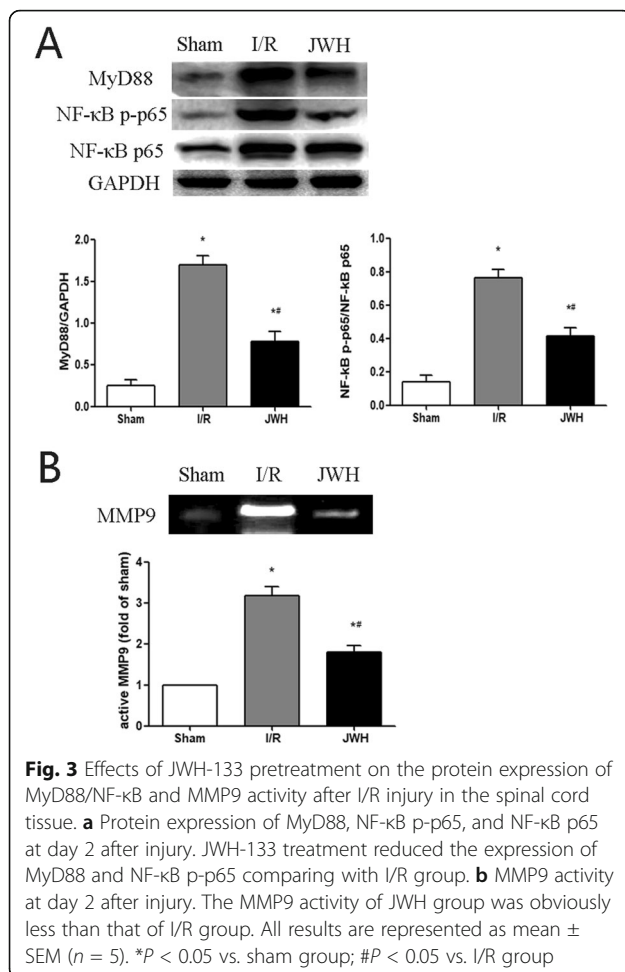 A
Sham I/R JWH
MyD88
NF-κB p-p65
NF-κB p65
GAPDH
MyD88/GAPDH
2.0
1.5
1.0
0.5
0.0
*
*#
Sham I/R JWH
NF-kB p-p65/NF-kB p65
0.8
0.6
0.4
0.2
0.0
*
*#
Sham I/R JWH
B
Sham I/R JWH
MMP9
active MMP9 (fold of sham)
4
3
2
1
0
*
*#
Sham I/R JWH
Fig. 3 Effects of JWH-133 pretreatment on the protein expression of
MyD88/NF-κB and MMP9 activity after I/R injury in the spinal cord
tissue. a Protein expression of MyD88, NF-κB p-p65, and NF-κB p65
at day 2 after injury. JWH-133 treatment reduced the expression of
MyD88 and NF-κB p-p65 comparing with I/R group. b MMP9 activity
at day 2 after injury. The MMP9 activity of JWH group was obviously
less than that of I/R group. All results are represented as mean ±
SEM (n = 5). *P < 0.05 vs. sham group; #P < 0.05 vs. I/R group